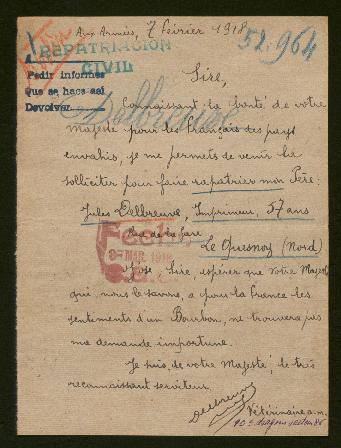 Aux Armées, 7 Février 1918
52.964
REPATRIACION
CIVIL
Pedir informes
Que se hace así
Devolver
Delbreuve
Sire,
Connaissant la bonté de votre
Majesté pour les français des pays
envahis, je me permets de venir la
solliciter pour faire rapatrier mon Père:
Jules Delbreuve, Imprimeur, 57 ans
Rue de la gare
Le Quesnoy (Nord)
8- MAR. 1918
J'ose, Sire, espérer que votre Majesté
qui, nous le savons, a pour la France les
sentiments d'un Bourbon, ne trouvera pas
ma demande importune.
Je suis, de votre Majesté, le très
reconnaissant serviteur.
Delbreuve
Vétérinaire a.m.